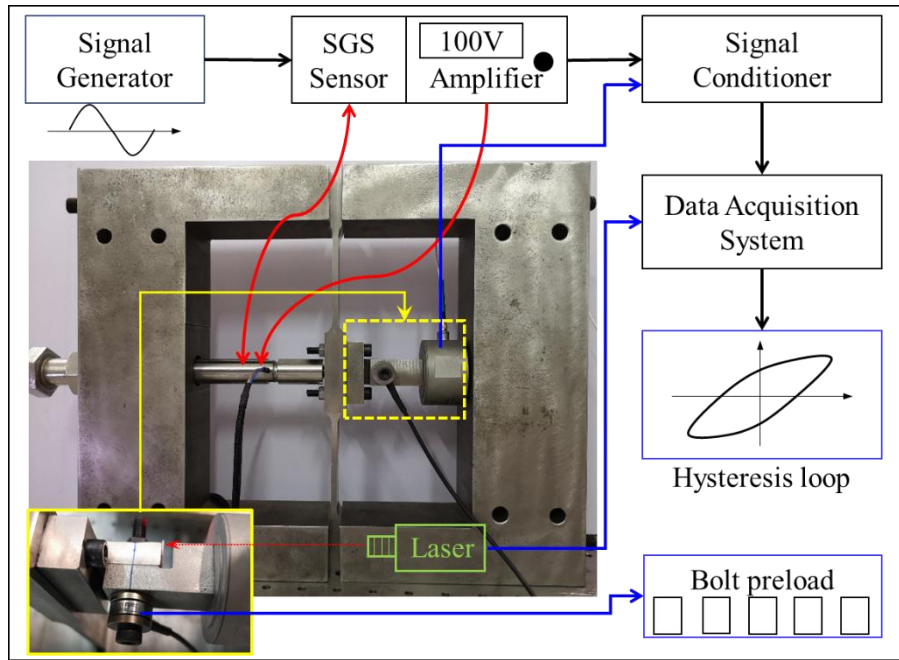 Signal
Generator
SGS
Sensor
100V
Amplifier
Signal
Conditioner
Data Acquisition
System
Hysteresis loop
Laser
Bolt preload